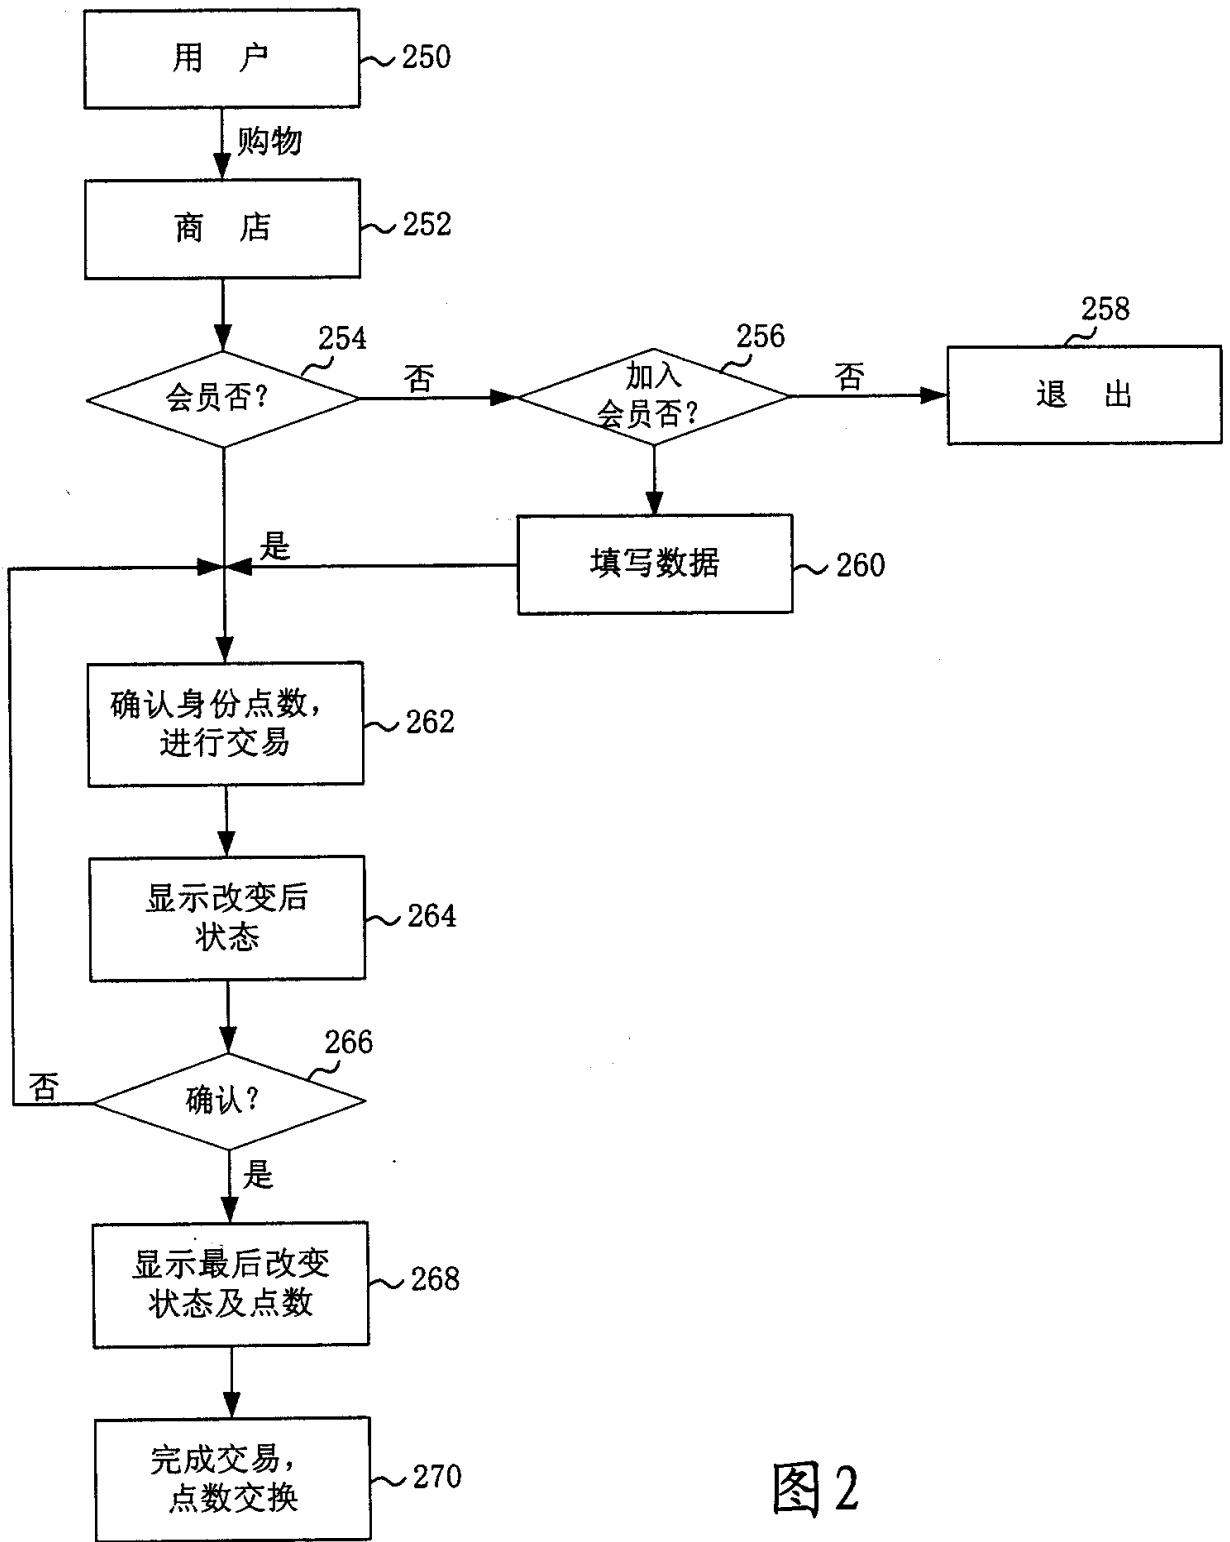 用 户
250
购物
商 店
252
会员否？
254
否
加入
会员否？
256
否
退 出
258
填写数据
260
是
确认身份点数，
进行交易
262
显示改变后
状态
264
确认？
266
否
是
显示最后改变
状态及点数
268
完成交易，
点数交换
270
图2